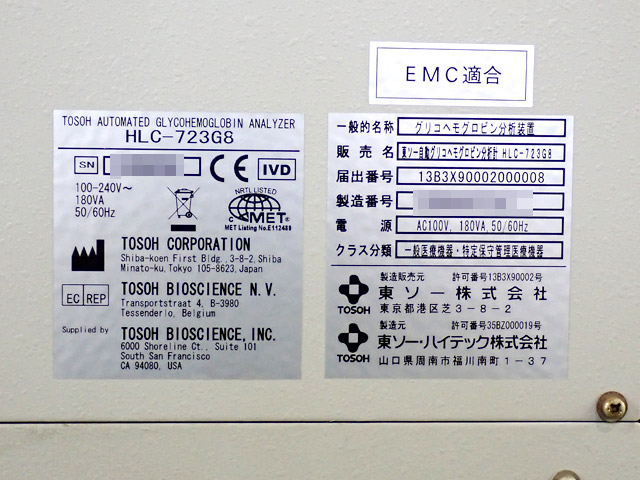 EMC適合
TOSOH AUTOMATED GLYCOHEMOGLOBIN ANALYZER
HLC-723G8
SN
CE
IVD
100-240V~
180VA
50/60Hz
NRTL LISTED
c MET US
MET Listing No.E112480
TOSOH CORPORATION
Shiba-koen First Bldg.,3-8-2,Shiba
Minato-ku,Tokyo 105-8623,Japan
EC REP
TOSOH BIOSCIENCE N.V.
Transportstraat 4, B-3980
Tessenderlo, Belgium
Supplied by
TOSOH BIOSCIENCE, INC.
6000 Shoreline Ct., Suite 101
South San Francisco
CA 94080, USA
一般的名称 グリコヘモグロビン分析装置
販売名 東ソー自動グリコヘモグロビン分析計 HLC-723G8
届出番号 13B3X90002000008
製造番号
電源 AC100V, 180VA, 50/60Hz
クラス分類 一般医療機器・特定保守管理医療機器
製造販売元 許可番号13B3X90002号
TOSOH 東ソー株式会社
東京都港区芝3-8-2
製造元 許可番号35BZ000019号
TOSOH 東ソー・ハイテック株式会社
山口県周南市福川南町1-37